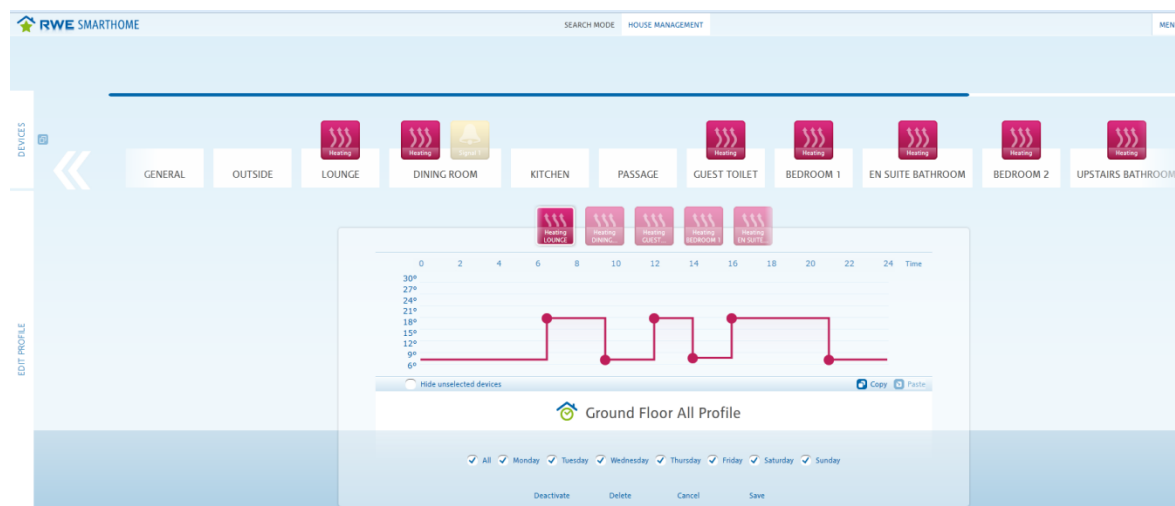 RWE SMARTHOME
SEARCH MODE HOUSE MANAGEMENT
MEN
DEVICES
Heating Heating Signal 1 Heating Heating Heating Heating Heating
GENERAL OUTSIDE LOUNGE DINING ROOM KITCHEN PASSAGE GUEST TOILET BEDROOM 1 EN SUITE BATHROOM BEDROOM 2 UPSTAIRS BATHROOM
Heating Heating Heating Heating Heating
LOUNGE DINING... GUEST... BEDROOM 1 EN SUITE...
0 2 4 6 8 10 12 14 16 18 20 22 24 Time
30°
27°
24°
21°
18°
15°
12°
9°
6°
EDIT PROFILE
Hide unselected devices Copy Paste
Ground Floor All Profile
All Monday Tuesday Wednesday Thursday Friday Saturday Sunday
Deactivate Delete Cancel Save